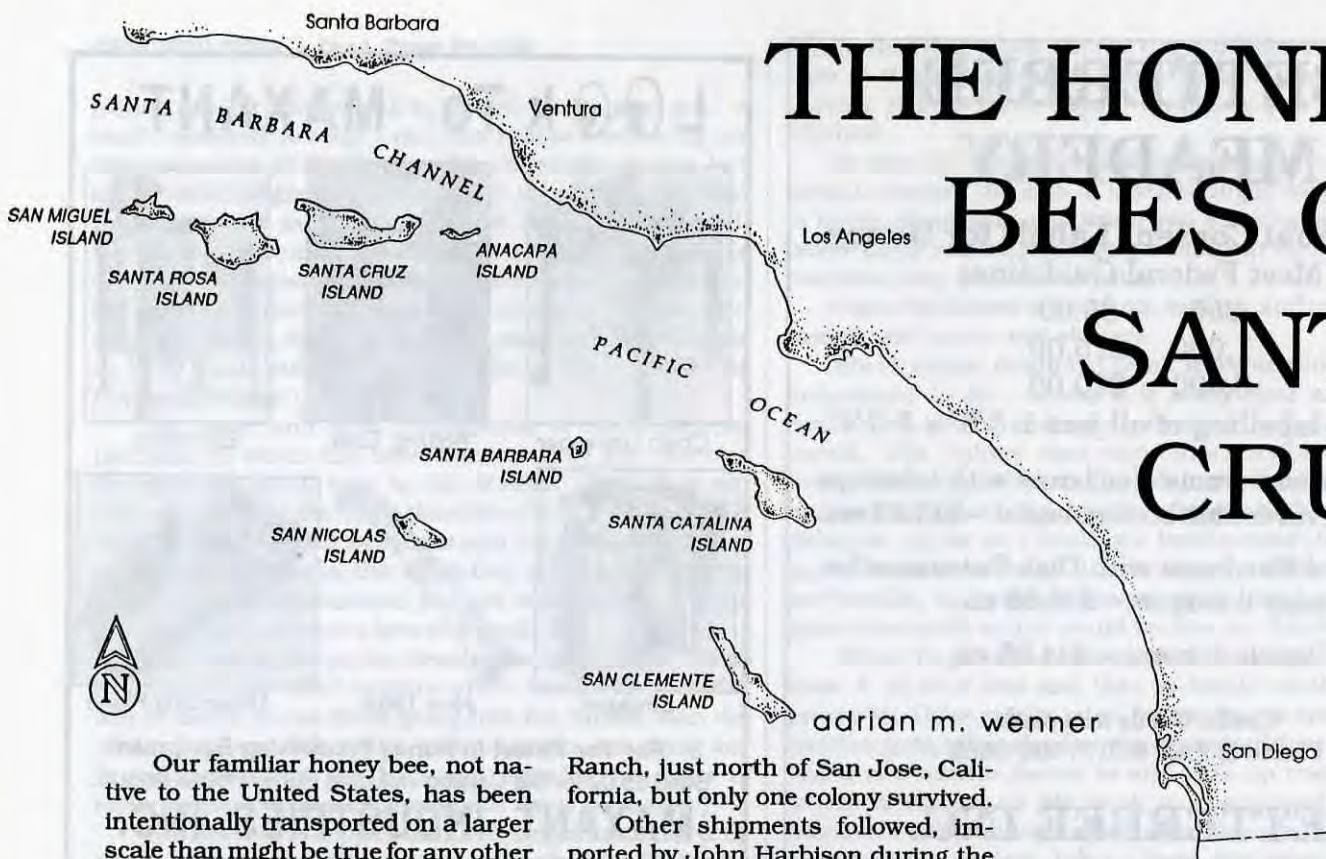 Santa Barbara
Ventura
SANTA BARBARA CHANNEL
SAN MIGUEL
ISLAND
SANTA ROSA
ISLAND
SANTA CRUZ
ISLAND
ANACAPA
ISLAND
Los Angeles
PACIFIC
OCEAN
SANTA BARBARA
ISLAND
SAN NICOLAS
ISLAND
SANTA CATALINA
ISLAND
SAN CLEMENTE
ISLAND
San Diego
N
THE HON
BEES
SAN
CRU
adrian m. wenner
Our familiar honey bee, not na-
tive to the United States, has been
intentionally transported on a larger
scale than might be true for any other
Ranch, just north of San Jose, Cali-
fornia, but only one colony survived.
Other shipments followed, im-
ported by John Harbison during the